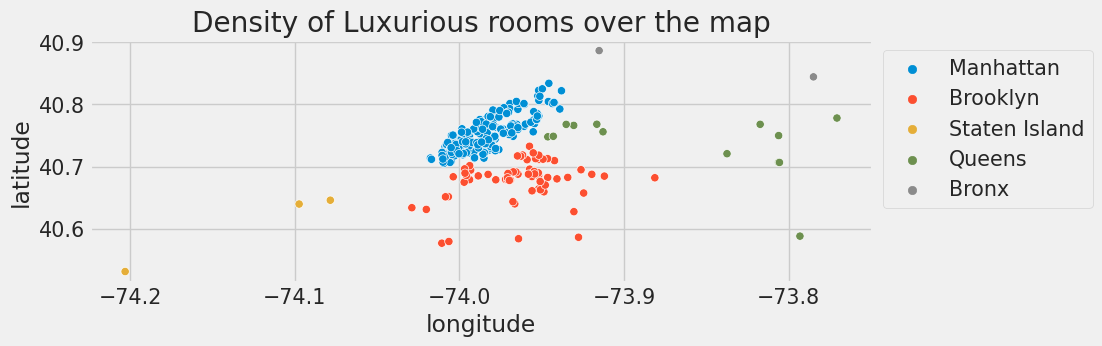 Density of Luxurious rooms over the map
40.9
40.8
40.7
40.6
latitude
−74.2
−74.1
−74.0
−73.9
−73.8
longitude
Manhattan
Brooklyn
Staten Island
Queens
Bronx